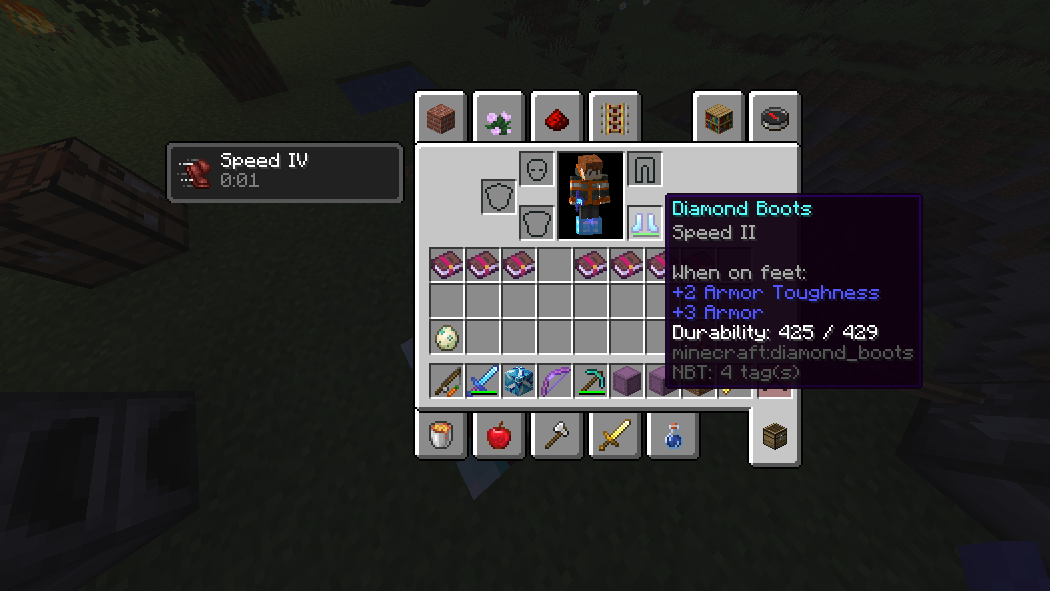 Speed IV
0:01
Diamond Boots
Speed II
When on feet:
+2 Armor Toughness
+3 Armor
Durability: 425 / 429
minecraft:diamond_boots
NBT: 4 tag(s)